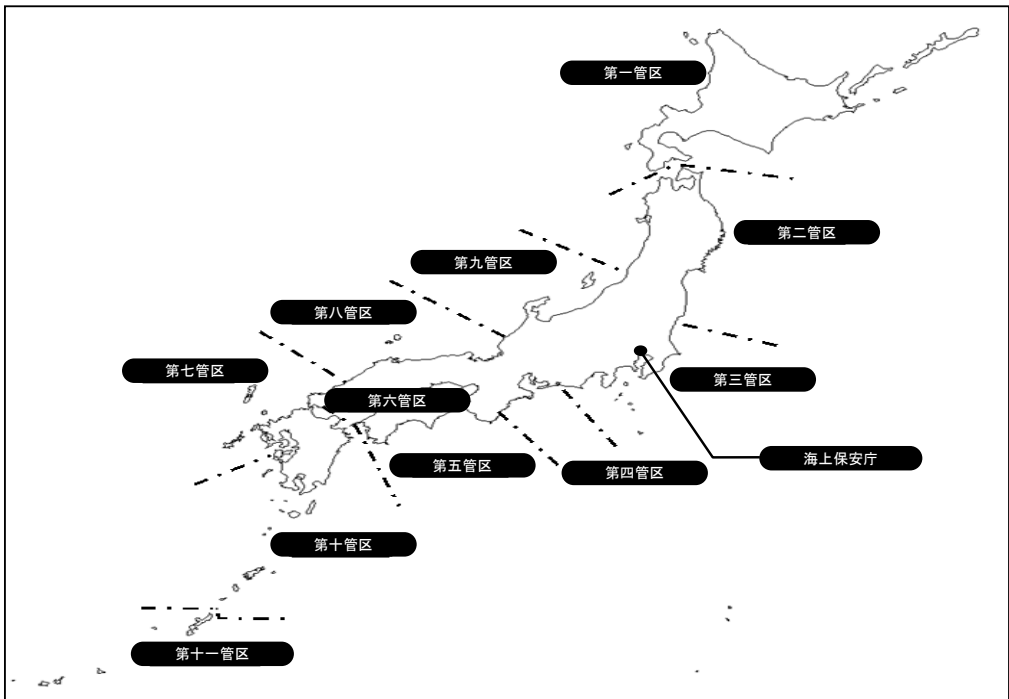 第一管区
第二管区
第九管区
第八管区
第七管区
第三管区
第六管区
海上保安庁
第五管区
第四管区
第十管区
第十一管区